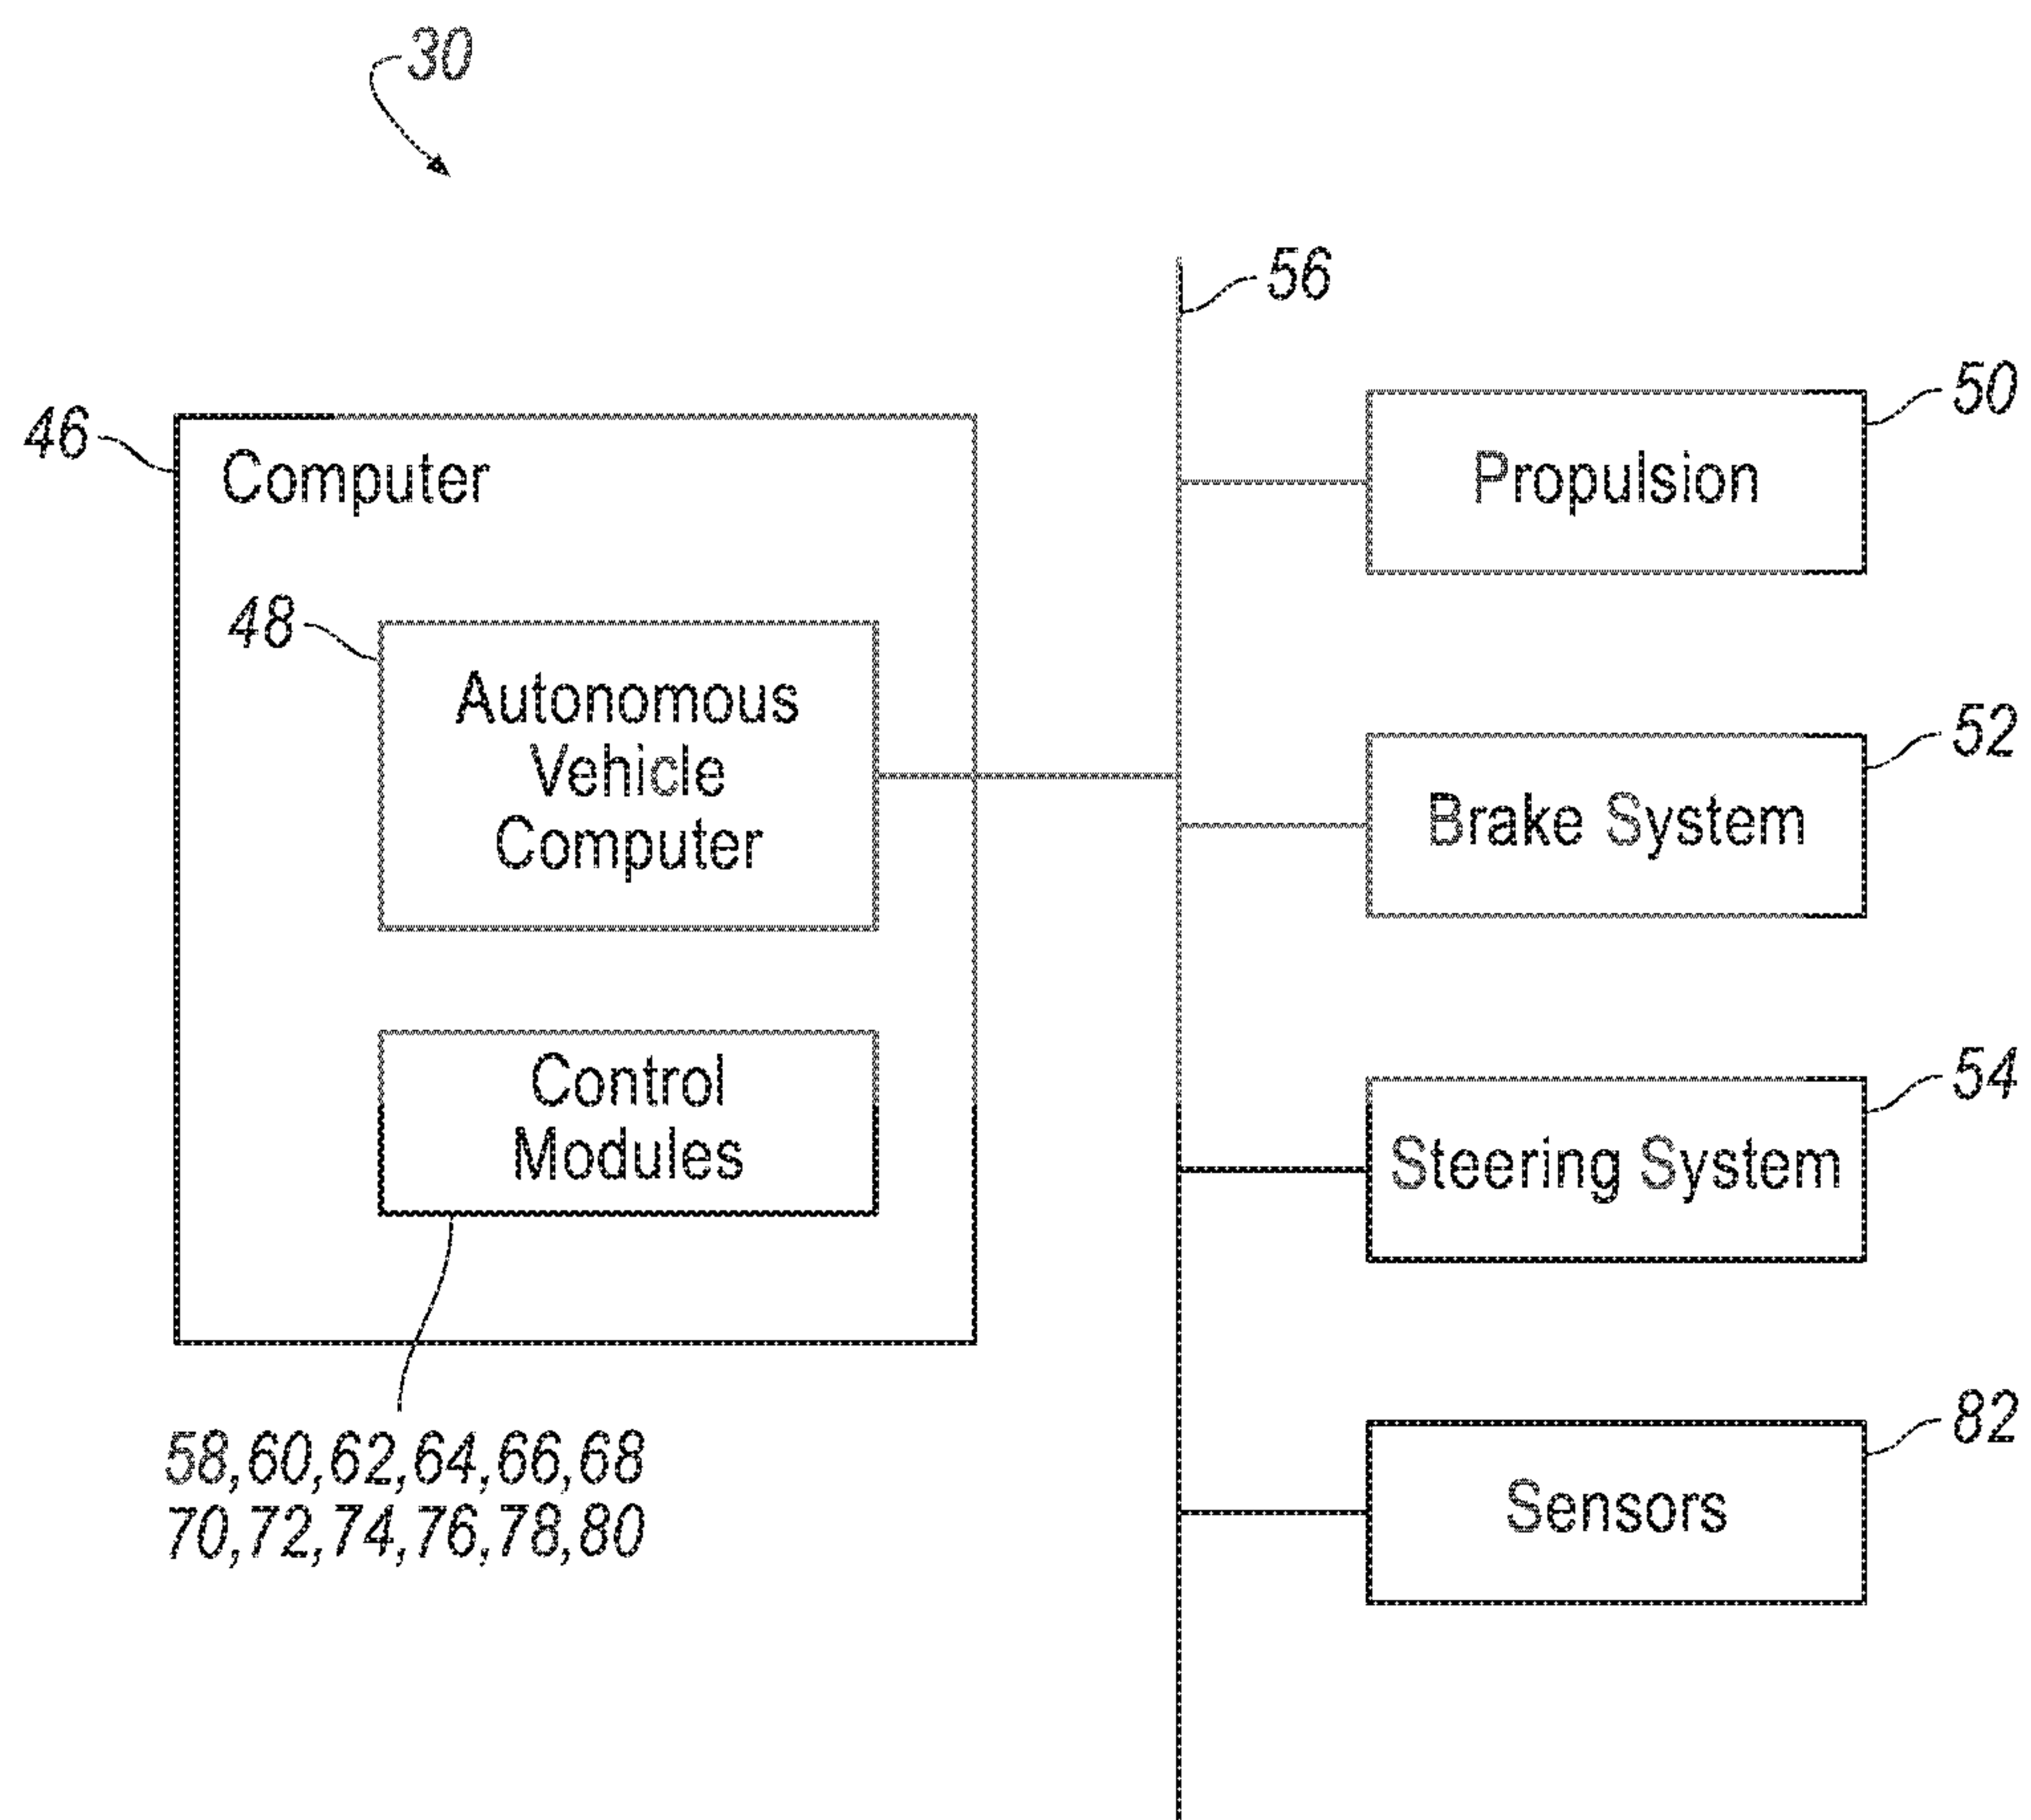 30
56
50
46
Computer
Propulsion
48
Autonomous
Vehicle
Computer
52
Brake System
Control
Modules
54
Steering System
82
Sensors
58,60,62,64,66,68
70,72,74,76,78,80